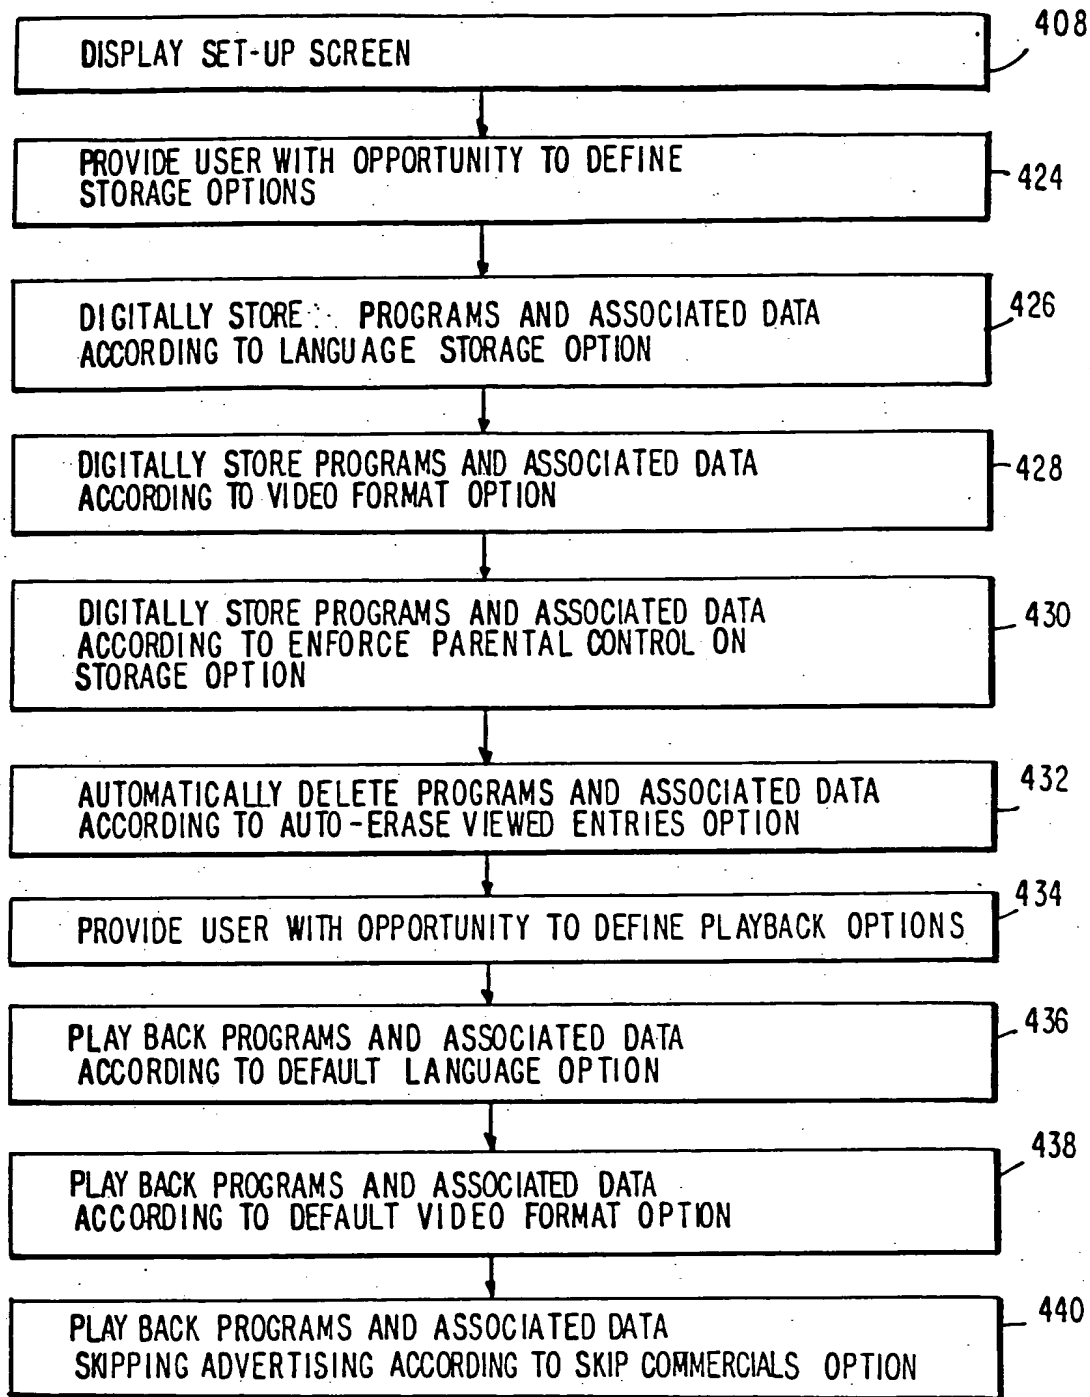 408
DISPLAY SET-UP SCREEN
PROVIDE USER WITH OPPORTUNITY TO DEFINE
STORAGE OPTIONS
424
DIGITALLY STORE PROGRAMS AND ASSOCIATED DATA
ACCORDING TO LANGUAGE STORAGE OPTION
426
DIGITALLY STORE PROGRAMS AND ASSOCIATED DATA
ACCORDING TO VIDEO FORMAT OPTION
428
DIGITALLY STORE PROGRAMS AND ASSOCIATED DATA
ACCORDING TO ENFORCE PARENTAL CONTROL ON
STORAGE OPTION
430
AUTOMATICALLY DELETE PROGRAMS AND ASSOCIATED DATA
ACCORDING TO AUTO-ERASE VIEWED ENTRIES OPTION
432
PROVIDE USER WITH OPPORTUNITY TO DEFINE PLAYBACK OPTIONS
434
PLAY BACK PROGRAMS AND ASSOCIATED DATA
ACCORDING TO DEFAULT LANGUAGE OPTION
436
PLAY BACK PROGRAMS AND ASSOCIATED DATA
ACCORDING TO DEFAULT VIDEO FORMAT OPTION
438
PLAY BACK PROGRAMS AND ASSOCIATED DATA
SKIPPING ADVERTISING ACCORDING TO SKIP COMMERCIALS OPTION
440